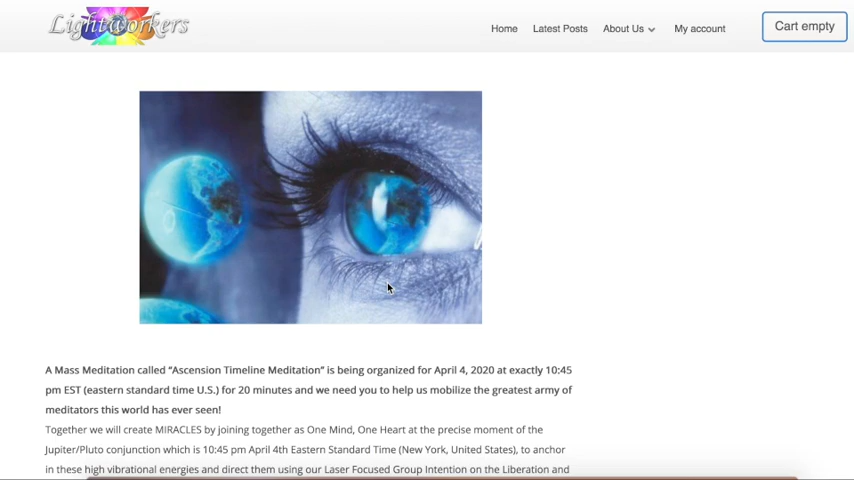 LightWorkers
Home Latest Posts About Us My account Cart empty
A Mass Meditation called “Ascension Timeline Meditation” is being organized for April 4, 2020 at exactly 10:45
pm EST (eastern standard time U.S.) for 20 minutes and we need you to help us mobilize the greatest army of
meditators this world has ever seen!
Together we will create MIRACLES by joining together as One Mind, One Heart at the precise moment of the
Jupiter/Pluto conjunction which is 10:45 pm April 4th Eastern Standard Time (New York, United States), to anchor
in these high vibrational energies and direct them using our Laser Focused Group Intention on the Liberation and